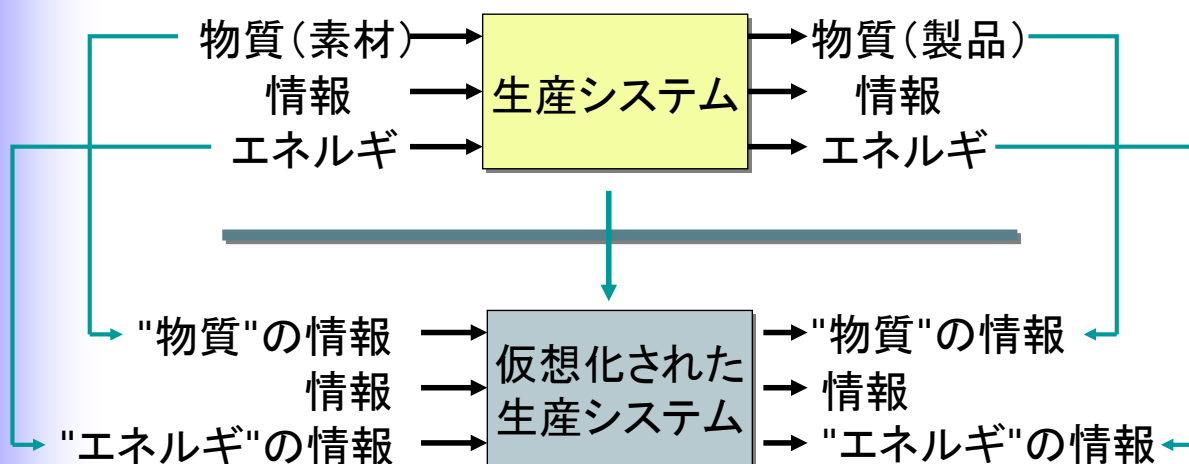 物質(素材)
情報
エネルギ
生産システム
物質(製品)
情報
エネルギ
"物質"の情報
情報
"エネルギ"の情報
仮想化された
生産システム
"物質"の情報
情報
"エネルギ"の情報